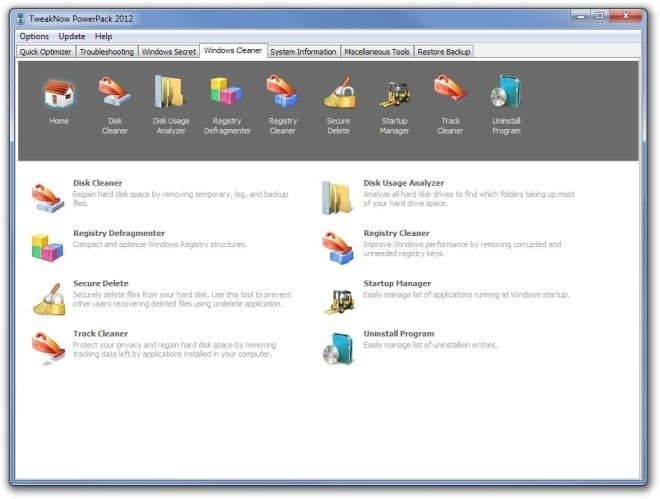 TweakNow PowerPack 2012
Options Update Help
Quick Optimizer Troubleshooting Windows Secret Windows Cleaner System Information Miscellaneous Tools Restore Backup
Home Disk Cleaner Disk Usage Analyzer Registry Defragmenter Registry Cleaner Secure Delete Startup Manager Track Cleaner Uninstall Program
Disk Cleaner
Regain hard disk space by removing temporary, log, and backup
files.
Disk Usage Analyzer
Analyze all hard disk drives to find which folders taking up most
of your hard drive space.
Registry Defragmenter
Compact and optimize Windows Registry structures.
Registry Cleaner
Improve Windows performance by removing corrupted and
unneeded registry keys.
Secure Delete
Securely delete files from your hard disk. Use this tool to prevent
other users recovering deleted files using undelete application.
Startup Manager
Easily manage list of applications running at Windows startup.
Track Cleaner
Protect your privacy and regain hard disk space by removing
tracking data left by applications installed in your computer.
Uninstall Program
Easily manage list of uninstallion entries.